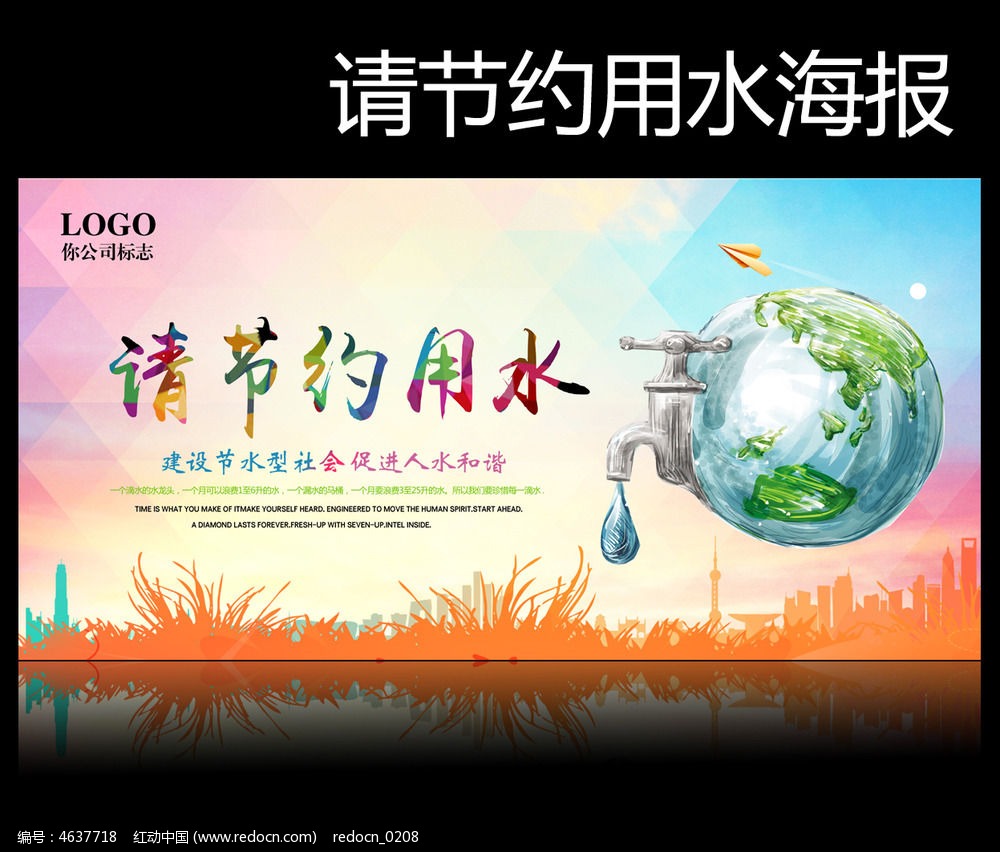 请节约用水海报
LOGO
你公司标志
请节约用水
建设节水型社会促进人水和谐
一个滴水的水龙头，一个月可以浪费1至6升的水，一个漏水的马桶，一个月要浪费3至25升的水。所以我们要珍惜每一滴水．
TIME IS WHAT YOU MAKE OF ITMAKE YOURSELF HEARD. ENGINEERED TO MOVE THE HUMAN SPIRIT.START AHEAD.
A DIAMOND LASTS FOREVER.FRESH-UP WITH SEVEN-UP.INTEL INSIDE.
编号：4637718 红动中国 (www.redocn.com) redocn_0208